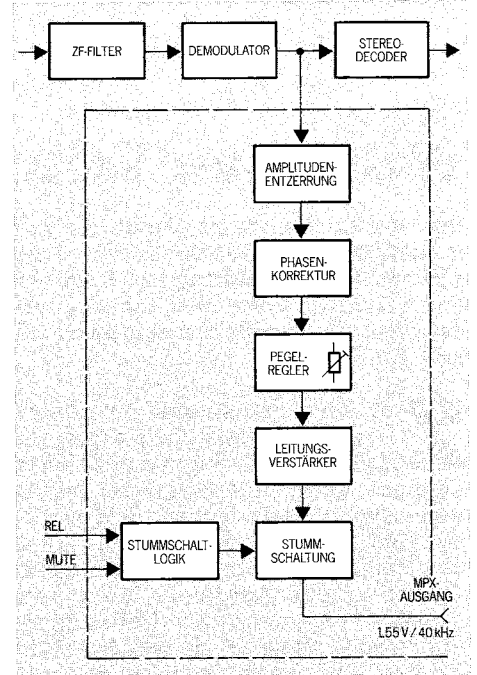 ZF-FILTER
DEMODULATOR
STEREO-
DECODER
AMPLITUDEN-
ENTZERRUNG
PHASEN-
KORREKTUR
PEGEL-
REGLER
LEITUNGS-
VERSTÄRKER
REL
MUTE
STUMMSCHALT-
LOGIK
STUMM-
SCHALTUNG
MPX-
AUSGANG
1,55 V / 40 kHz